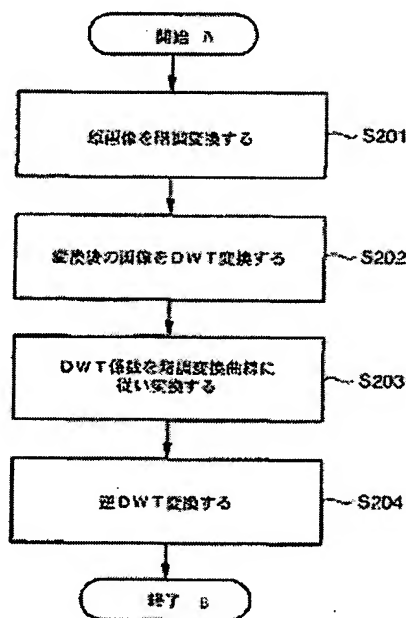 開始 A
原画像を階調変換する
S201
変換後の画像をDWT変換する
S202
DWT係数を階調変換曲線に
従い変換する
S203
逆DWT変換する
S204
終了 B